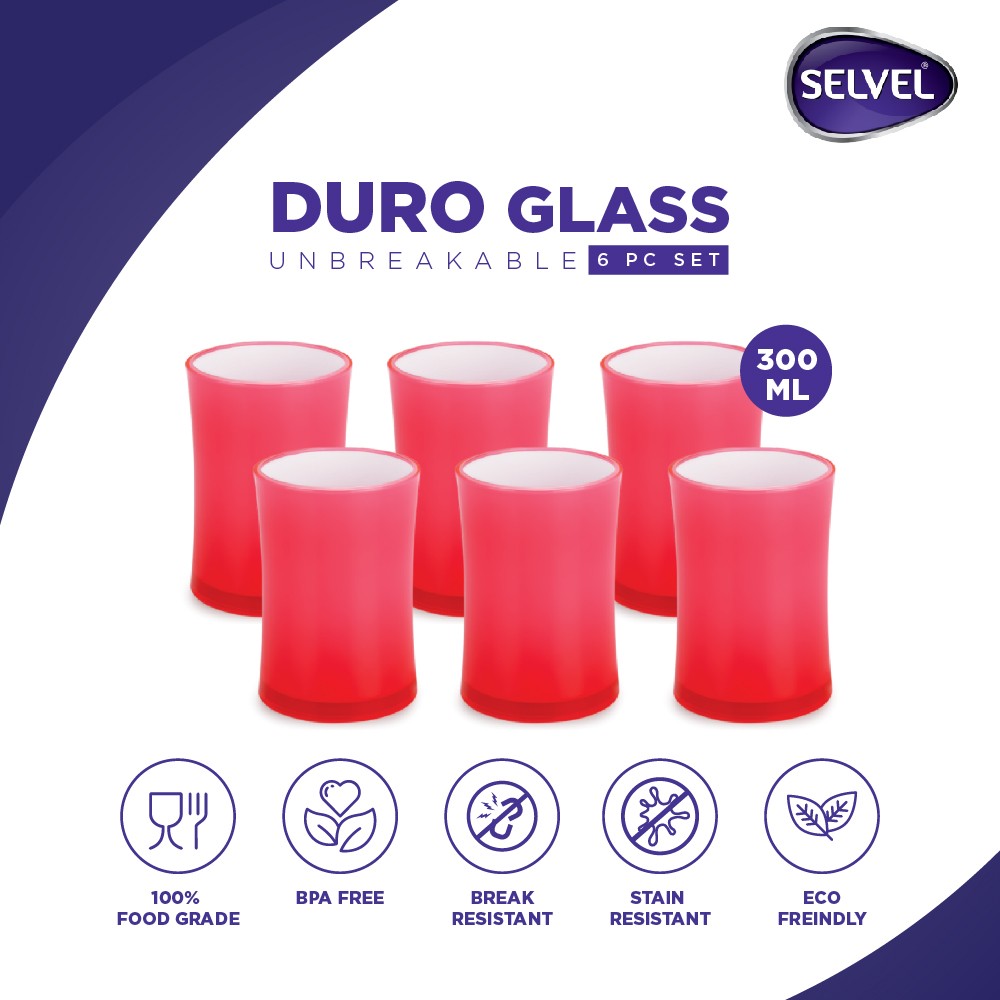 SELVEL®
DURO GLASS
UNBREAKABLE 6 PC SET
300
ML
100%
FOOD GRADE
BPA FREE
BREAK
RESISTANT
STAIN
RESISTANT
ECO
FREINDLY